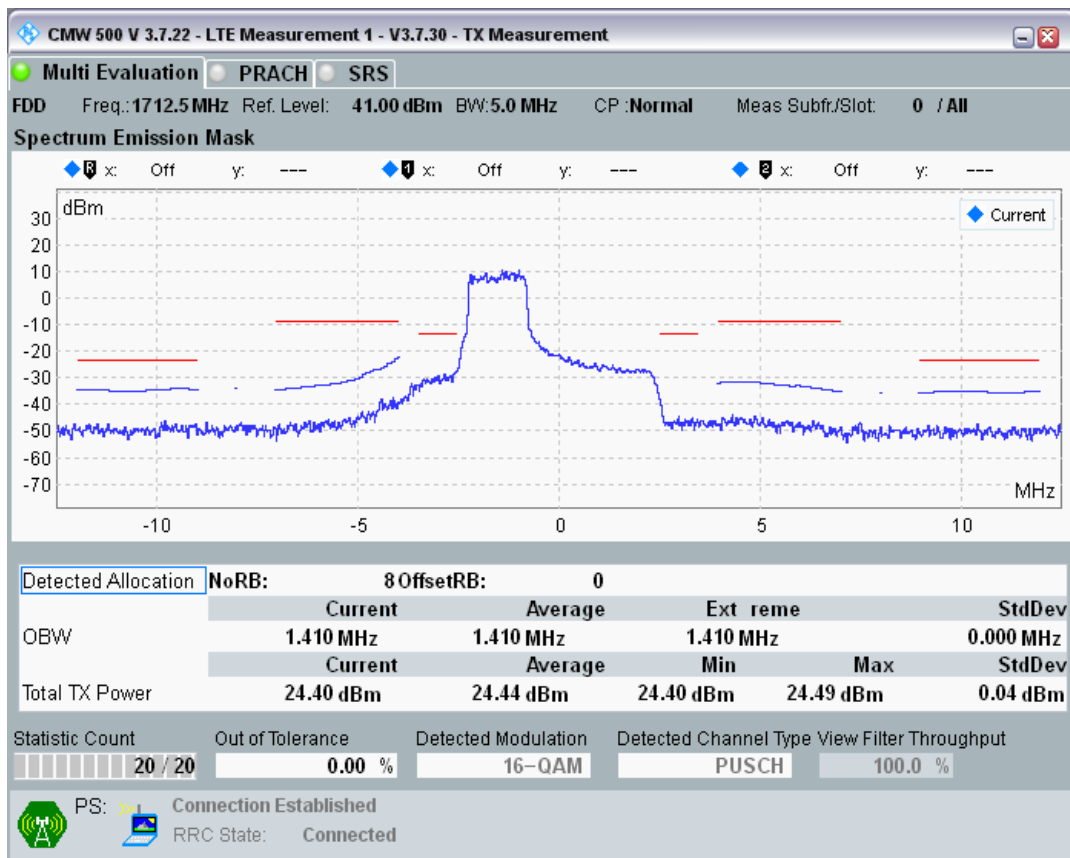 CMW 500 V 3.7.22 - LTE Measurement 1 - V3.7.30 - TX Measurement
Multi Evaluation PRACH SRS
FDD Freq.: 1712.5 MHz Ref. Level: 41.00 dBm BW: 5.0 MHz CP : Normal Meas Subfr./Slot: 0 / All
Spectrum Emission Mask
R x: Off y: --- 1 x: Off y: --- 2 x: Off y: ---
dBm
Current
30
20
10
0
-10
-20
-30
-40
-50
-60
-70
MHz
-10 -5 0 5 10
Detected Allocation NoRB: 8 OffsetRB: 0
Current Average Ext reme StdDev
OBW 1.410 MHz 1.410 MHz 1.410 MHz 0.000 MHz
Current Average Min Max StdDev
Total TX Power 24.40 dBm 24.44 dBm 24.40 dBm 24.49 dBm 0.04 dBm
Statistic Count Out of Tolerance Detected Modulation Detected Channel Type View Filter Throughput
20 / 20 0.00 % 16-QAM PUSCH 100.0 %
PS: Connection Established
RRC State: Connected